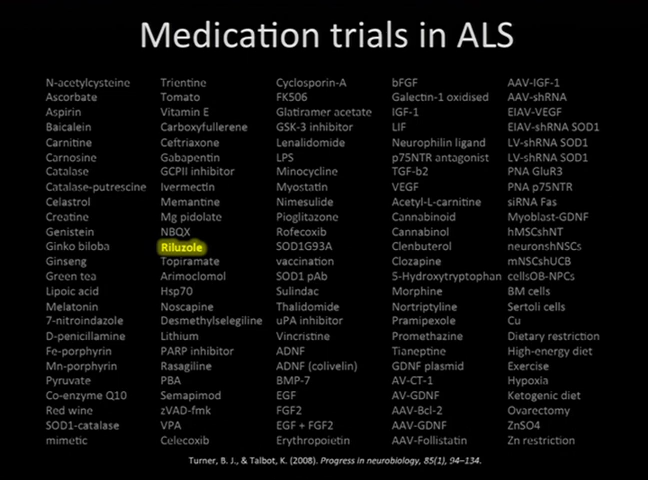 Medication trials in ALS
N-acetylcysteine
Ascorbate
Aspirin
Baicalein
Carnitine
Carnosine
Catalase
Catalase-putrescine
Celastrol
Creatine
Genistein
Ginko biloba
Ginseng
Green tea
Lipoic acid
Melatonin
7-nitroindazole
D-penicillamine
Fe-porphyrin
Mn-porphyrin
Pyruvate
Co-enzyme Q10
Red wine
SOD1-catalase
mimetic
Trientine
Tomato
Vitamin E
Carboxyfullerene
Ceftriaxone
Gabapentin
GCPII inhibitor
Ivermectin
Memantine
Mg pidolate
NBQX
Riluzole
Topiramate
Arimoclomol
Hsp70
Noscapine
Desmethylselegiline
Lithium
PARP inhibitor
Rasagiline
PBA
Semapimod
zVAD-fmk
VPA
Celecoxib
Cyclosporin-A
FK506
Glatiramer acetate
GSK-3 inhibitor
Lenalidomide
LPS
Minocycline
Myostatin
Nimesulide
Pioglitazone
Rofecoxib
SOD1G93A
vaccination
SOD1 pAb
Sulindac
Thalidomide
uPA inhibitor
Vincristine
ADNF
ADNF (colivelin)
BMP-7
EGF
FGF2
EGF + FGF2
Erythropoietin
bFGF
Galectin-1 oxidised
IGF-1
LIF
Neurophilin ligand
p75NTR antagonist
TGF-b2
VEGF
Acetyl-L-carnitine
Cannabinoid
Cannabinol
Clenbuterol
Clozapine
5-Hydroxytryptophan
Morphine
Nortriptyline
Pramipexole
Promethazine
Tianeptine
GDNF plasmid
AV-CT-1
AV-GDNF
AAV-Bcl-2
AAV-GDNF
AAV-Follistatin
AAV-IGF-1
AAV-shRNA
EIAV-VEGF
EIAV-shRNA SOD1
LV-shRNA SOD1
LV-shRNA SOD1
PNA GluR3
PNA p75NTR
siRNA Fas
Myoblast-GDNF
hMSCshNT
neuronshNSCs
mNSCshUCB
cellsOB-NPCs
BM cells
Sertoli cells
Cu
Dietary restriction
High-energy diet
Exercise
Hypoxia
Ketogenic diet
Ovarectomy
ZnSO4
Zn restriction
Turner, B. J., & Talbot, K. (2008). Progress in neurobiology, 85(1), 94–134.